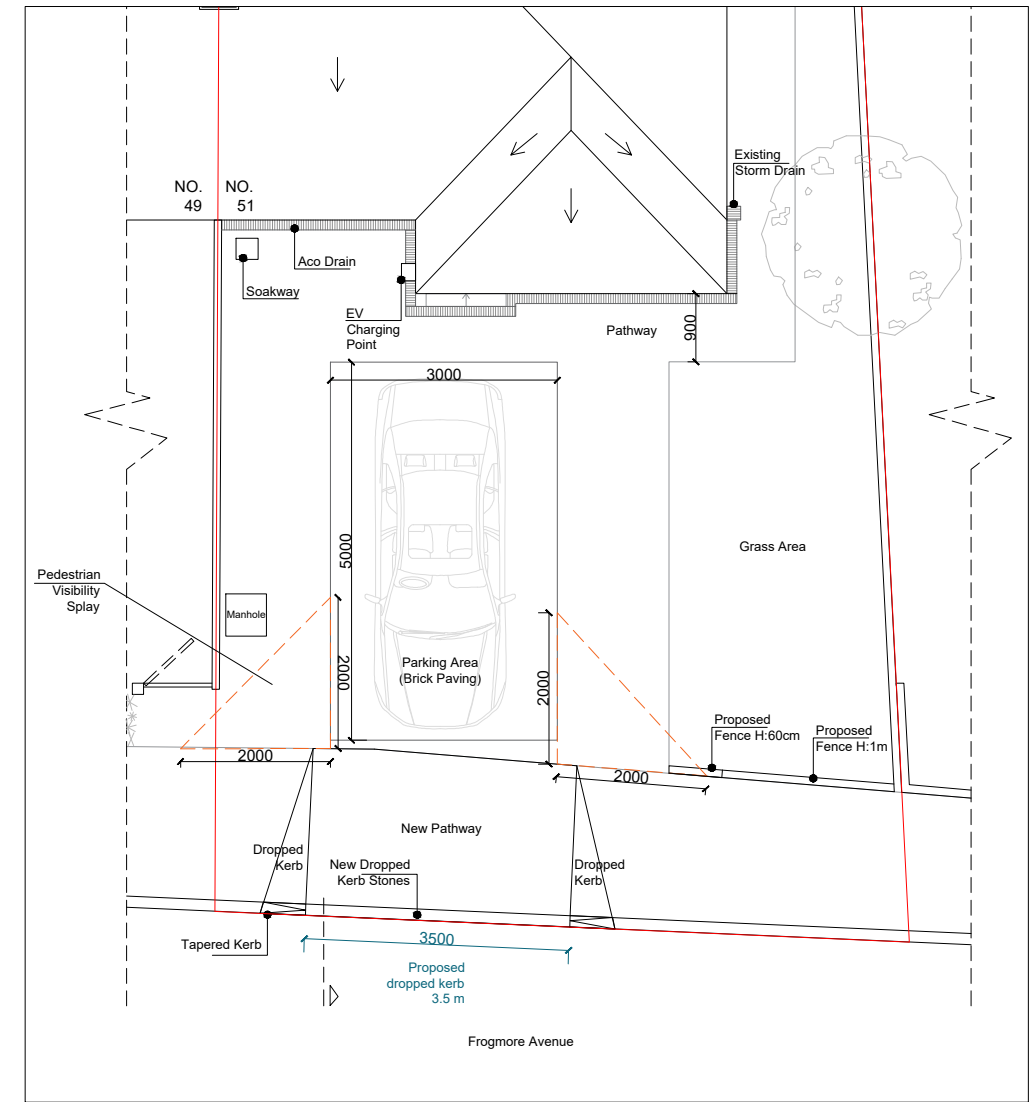 Existing
Storm Drain
NO.
49
NO.
51
Aco Drain
Soakway
EV
Charging
Point
Pathway
900
3000
5000
Grass Area
Pedestrian
Visibility
Splay
Manhole
2000
Parking Area
(Brick Paving)
2000
Proposed
Fence H:60cm
Proposed
Fence H:1m
2000
2000
New Pathway
Dropped
Kerb
New Dropped
Kerb Stones
Dropped
Kerb
Tapered Kerb
3500
Proposed
dropped kerb
3.5 m
Frogmore Avenue